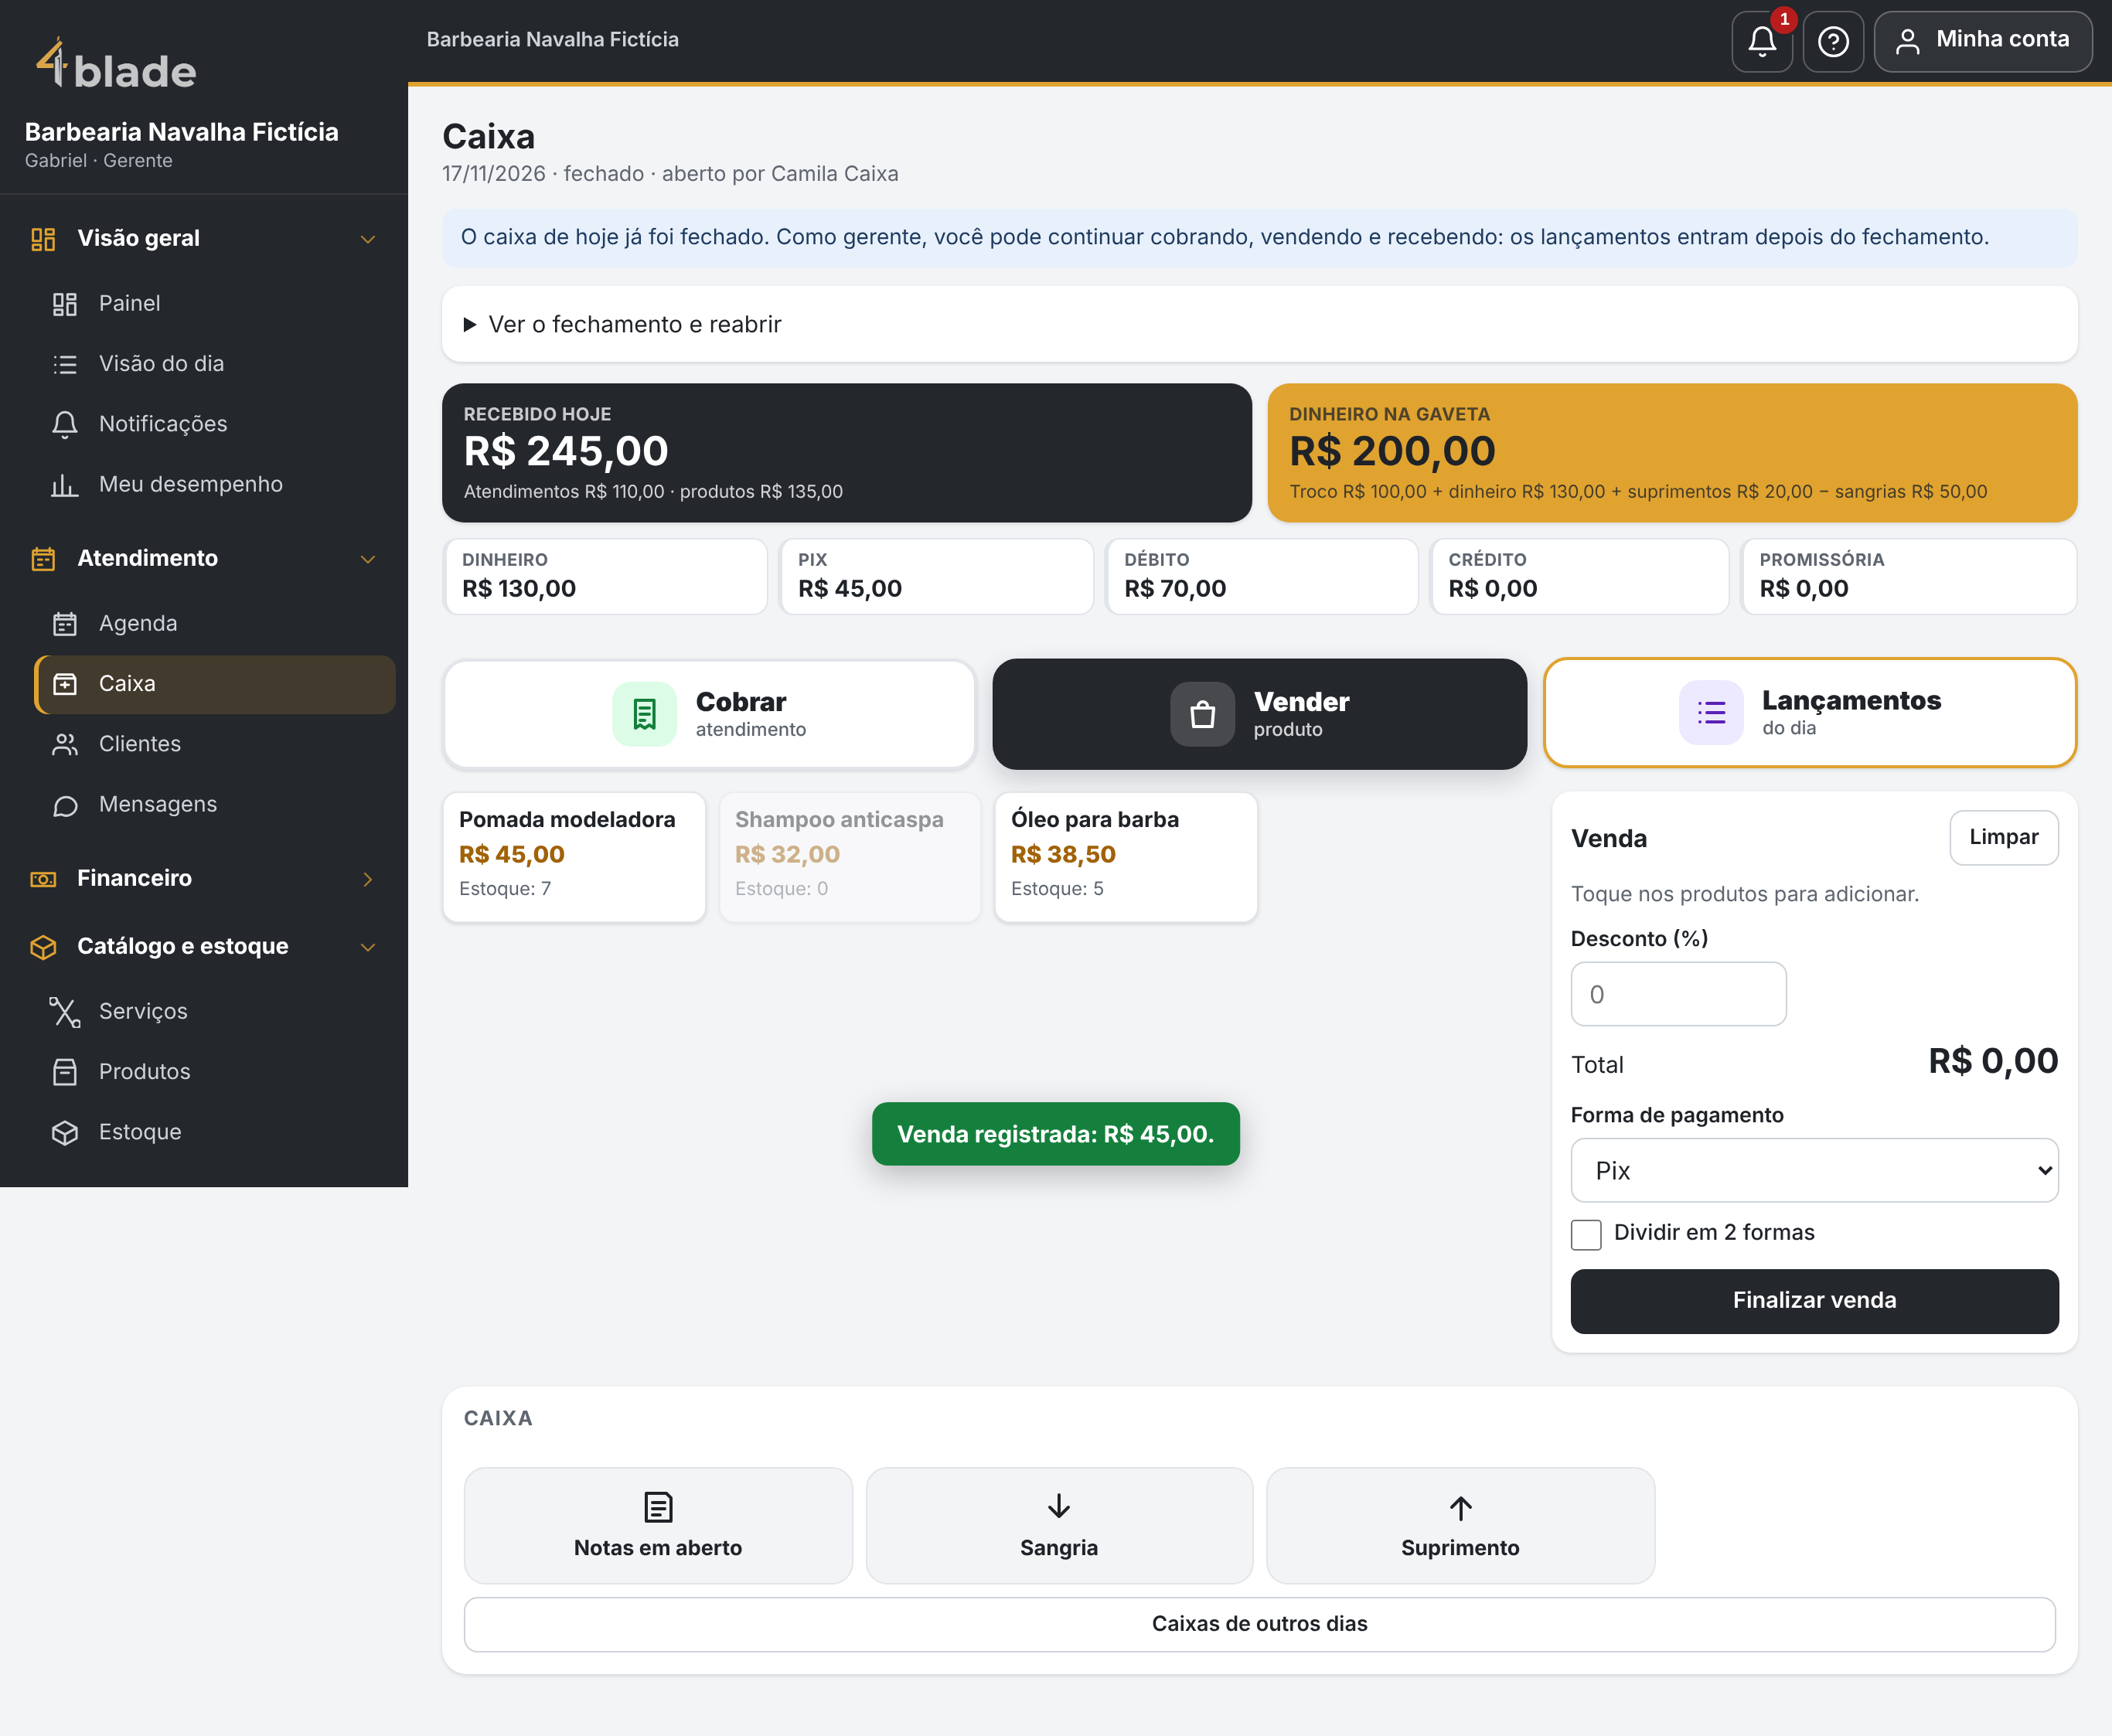 4blade
Barbearia Navalha Fictícia
Gabriel · Gerente
Visão geral
Painel
Visão do dia
Notificações
Meu desempenho
Atendimento
Agenda
Caixa
Clientes
Mensagens
Financeiro
Catálogo e estoque
Serviços
Produtos
Estoque
Barbearia Navalha Fictícia
1
Minha conta
Caixa
17/11/2026 · fechado · aberto por Camila Caixa
O caixa de hoje já foi fechado. Como gerente, você pode continuar cobrando, vendendo e recebendo: os lançamentos entram depois do fechamento.
Ver o fechamento e reabrir
RECEBIDO HOJE
R$ 245,00
Atendimentos R$ 110,00 · produtos R$ 135,00
DINHEIRO NA GAVETA
R$ 200,00
Troco R$ 100,00 + dinheiro R$ 130,00 + suprimentos R$ 20,00 − sangrias R$ 50,00
DINHEIRO
R$ 130,00
PIX
R$ 45,00
DÉBITO
R$ 70,00
CRÉDITO
R$ 0,00
PROMISSÓRIA
R$ 0,00
Cobrar
atendimento
Vender
produto
Lançamentos
do dia
Pomada modeladora
R$ 45,00
Estoque: 7
Shampoo anticaspa
R$ 32,00
Estoque: 0
Óleo para barba
R$ 38,50
Estoque: 5
Venda
Limpar
Toque nos produtos para adicionar.
Desconto (%)
0
Total
R$ 0,00
Forma de pagamento
Pix
Dividir em 2 formas
Finalizar venda
Venda registrada: R$ 45,00.
CAIXA
Notas em aberto
Sangria
Suprimento
Caixas de outros dias